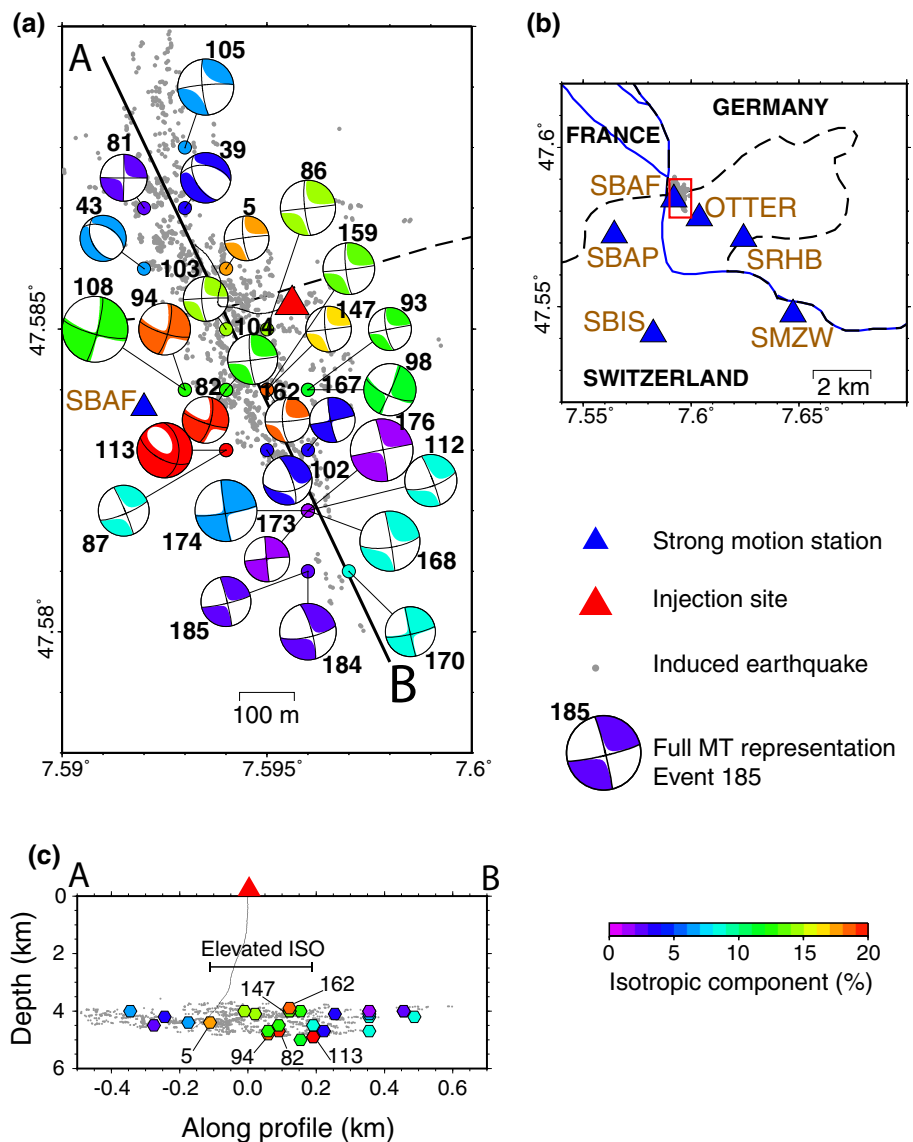 (a)
A
105
81
39
86
43
5
159
103
108
94
147
93
47.585°
104
98
SBAF
82
162
167
176
113
112
102
87
174
173
168
185
184
170
47.58°
B
100 m
7.59°
7.595°
7.6°
(b)
GERMANY
FRANCE
47.6°
SBAF
OTTER
SBAP
SRHB
47.55°
SBIS
SMZW
SWITZERLAND
2 km
7.55°
7.6°
7.65°
Strong motion station
Injection site
Induced earthquake
185
Full MT representation
Event 185
(c)
A
B
0
2
4
6
Depth (km)
Elevated ISO
147
162
5
94
82
113
-0.4
-0.2
0.0
0.2
0.4
0.6
Along profile (km)
0
5
10
15
20
Isotropic component (%)